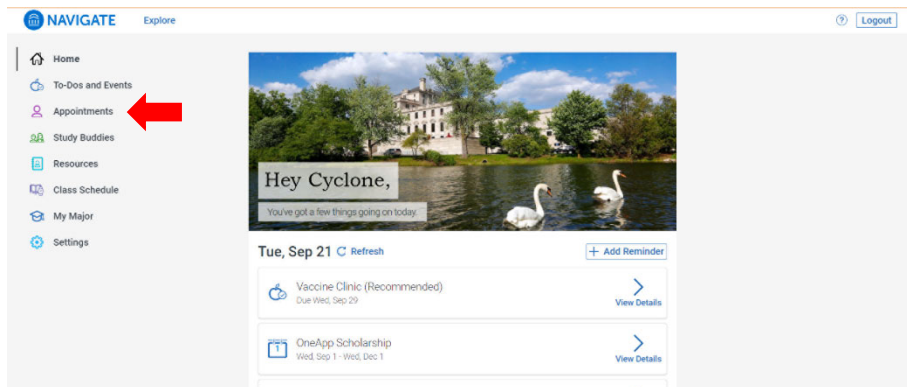 NAVIGATE Explore Logout
Home
To-Dos and Events
Appointments
Study Buddies
Resources
Class Schedule
My Major
Settings
Hey Cyclone,
You've got a few things going on today.
Tue, Sep 21 Refresh + Add Reminder
Vaccine Clinic (Recommended)
Due Wed, Sep 29
View Details
OneApp Scholarship
Wed, Sep 1 - Wed, Dec 1
View Details